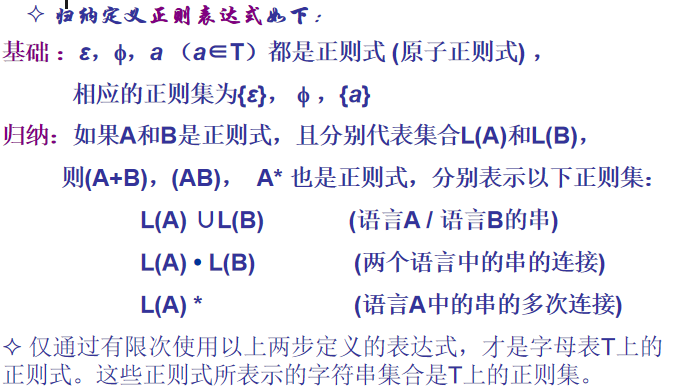 ✧ 归纳定义正则表达式如下：
基础：ε，ϕ，a （a∈T）都是正则式 (原子正则式) ，
相应的正则集为{ε}， ϕ ，{a}
归纳：如果A和B是正则式，且分别代表集合L(A)和L(B)，
则(A+B)，(AB)， A* 也是正则式，分别表示以下正则集：
L(A) ∪L(B) (语言A / 语言B的串)
L(A) • L(B) (两个语言中的串的连接)
L(A) * (语言A中的串的多次连接)
✧ 仅通过有限次使用以上两步定义的表达式，才是字母表T上的
正则式。这些正则式所表示的字符串集合是T上的正则集。